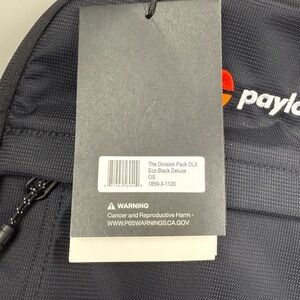 paylo
The Division Pack DLX
Eco Black Deluxe
OS
1859-3-1120
⚠ WARNING
Cancer and Reproductive Harm -
WWW.P65WARNINGS.CA.GOV